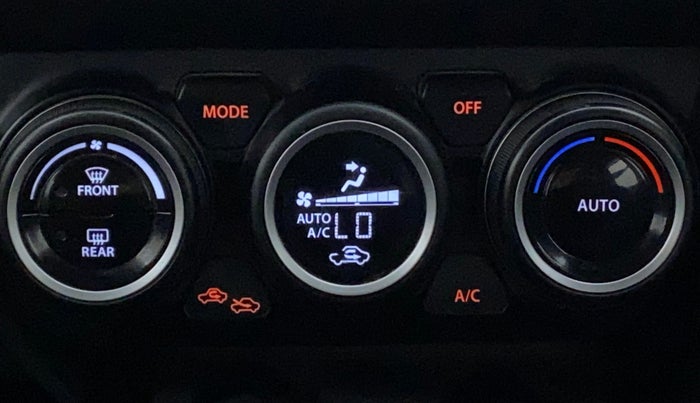 MODE
OFF
FRONT
REAR
AUTO
A/C
LO
AUTO
A/C